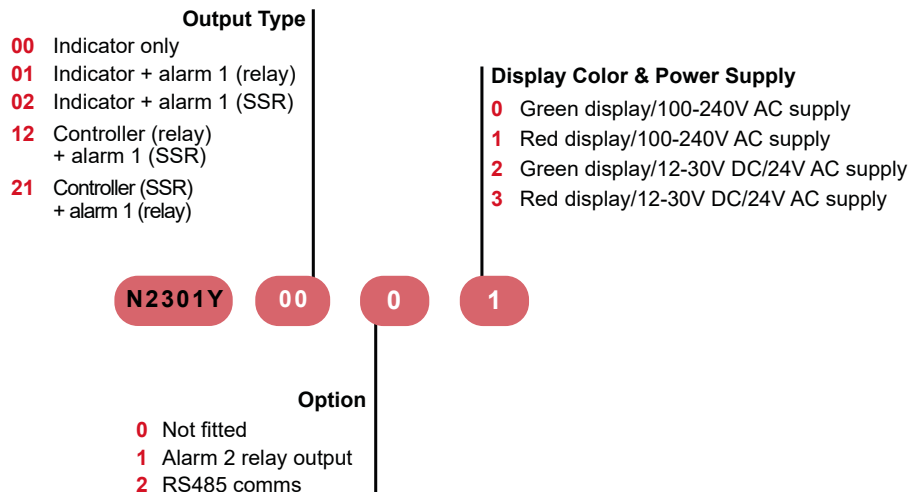 Output Type
00 Indicator only
01 Indicator + alarm 1 (relay)
02 Indicator + alarm 1 (SSR)
12 Controller (relay)
+ alarm 1 (SSR)
21 Controller (SSR)
+ alarm 1 (relay)
Display Color & Power Supply
0 Green display/100-240V AC supply
1 Red display/100-240V AC supply
2 Green display/12-30V DC/24V AC supply
3 Red display/12-30V DC/24V AC supply
N2301Y 00 0 1
Option
0 Not fitted
1 Alarm 2 relay output
2 RS485 comms